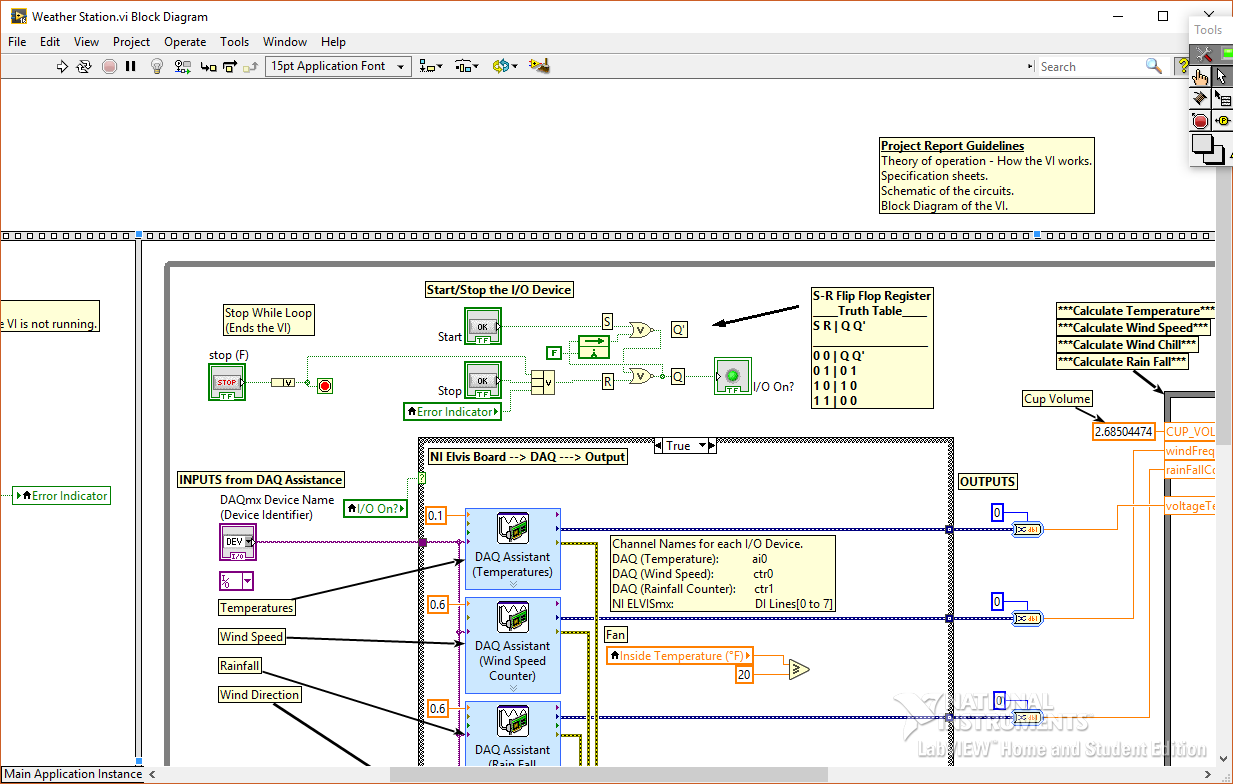 Weather Station.vi Block Diagram
File Edit View Project Operate Tools Window Help
15pt Application Font
Search
Tools
Project Report Guidelines
Theory of operation - How the VI works.
Specification sheets.
Schematic of the circuits.
Block Diagram of the VI.
VI is not running.
Stop While Loop
(Ends the VI)
stop (F)
STOP
TF
Start/Stop the I/O Device
Start
OK
TF
Stop
OK
TF
Error Indicator
F
S
R
V
V
V
V
Q'
Q
TF
I/O On?
S-R Flip Flop Register
____Truth Table____
S R | Q Q'
0 0 | Q Q'
0 1 | 0 1
1 0 | 1 0
1 1 | 0 0
***Calculate Temperature***
***Calculate Wind Speed***
***Calculate Wind Chill***
***Calculate Rain Fall***
Cup Volume
2.68504474
CUP_VOL
windFreq
rainFallCo
voltageTe
Error Indicator
True
NI Elvis Board --> DAQ ---> Output
INPUTS from DAQ Assistance
DAQmx Device Name
(Device Identifier)
I/O On?
?
DEV
I/O
I/O
Temperatures
Wind Speed
Rainfall
Wind Direction
0.1
DAQ Assistant
(Temperatures)
0.6
DAQ Assistant
(Wind Speed
Counter)
0.6
DAQ Assistant
(Rain Fall
Channel Names for each I/O Device.
DAQ (Temperature): ai0
DAQ (Wind Speed): ctr0
DAQ (Rainfall Counter): ctr1
NI ELVISmx: DI Lines[0 to 7]
Fan
Inside Temperature (°F)
20
OUTPUTS
0
dbl
0
dbl
0
dbl
NATIONAL
INSTRUMENTS
LabVIEW™ Home and Student Edition
Main Application Instance